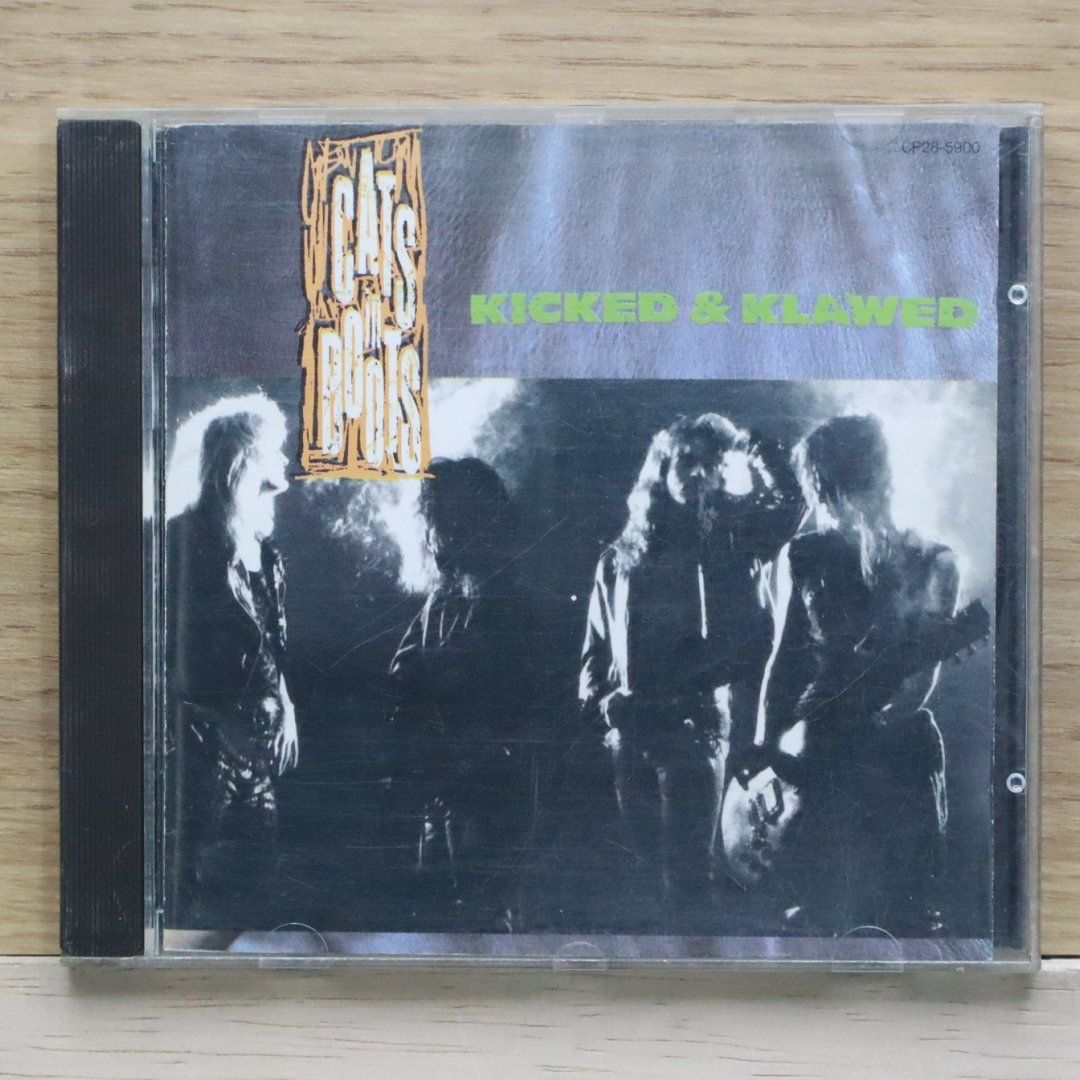 CP28-5900
CATS
IN
BOOTS
KICKED & KLAWED